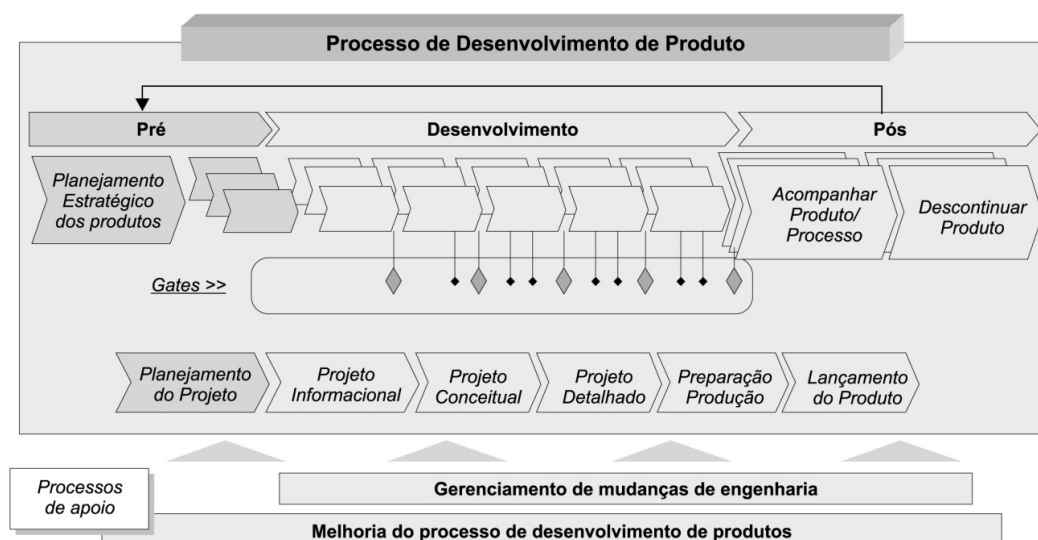 Processo de Desenvolvimento de Produto
Pré
Desenvolvimento
Pós
Planejamento
Estratégico
dos produtos
Acompanhar
Produto/
Processo
Descontinuar
Produto
Gates >>
Planejamento
do Projeto
Projeto
Informacional
Projeto
Conceitual
Projeto
Detalhado
Preparação
Produção
Lançamento
do Produto
Processos
de apoio
Gerenciamento de mudanças de engenharia
Melhoria do processo de desenvolvimento de produtos